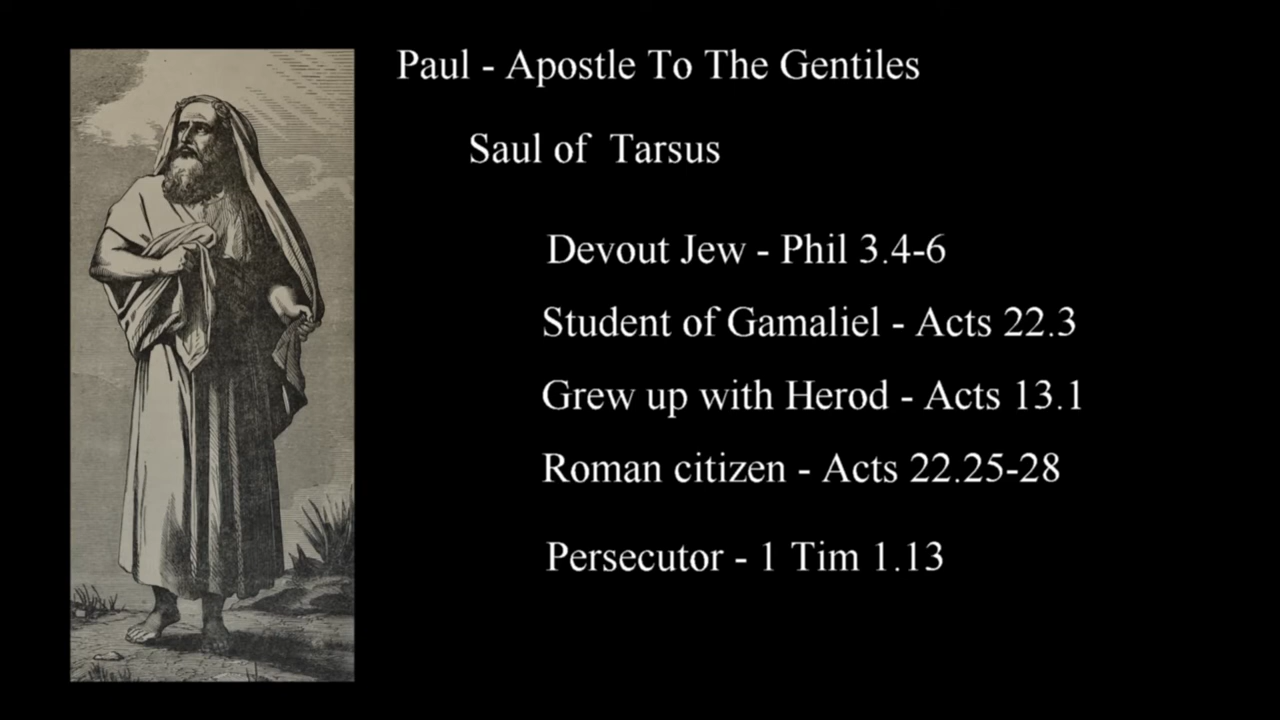 Paul - Apostle To The Gentiles
Saul of Tarsus
Devout Jew - Phil 3.4-6
Student of Gamaliel - Acts 22.3
Grew up with Herod - Acts 13.1
Roman citizen - Acts 22.25-28
Persecutor - 1 Tim 1.13